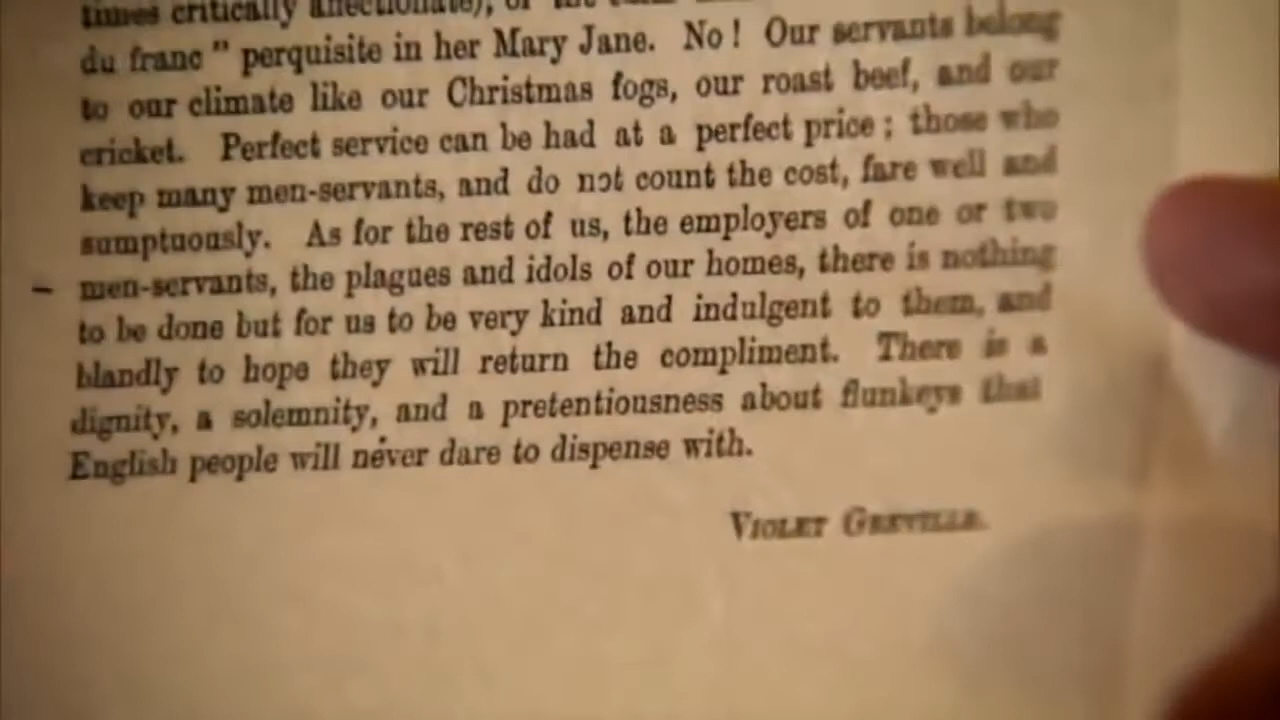 times critically affectionate), or
du franc " perquisite in her Mary Jane. No! Our servants belong
to our climate like our Christmas fogs, our roast beef, and our
cricket. Perfect service can be had at a perfect price; those who
keep many men-servants, and do not count the cost, fare well and
sumptuously. As for the rest of us, the employers of one or two
– men-servants, the plagues and idols of our homes, there is nothing
to be done but for us to be very kind and indulgent to them, and
blandly to hope they will return the compliment. There is a
dignity, a solemnity, and a pretentiousness about flunkeys that
English people will never dare to dispense with.
VIOLET GREVILLE.